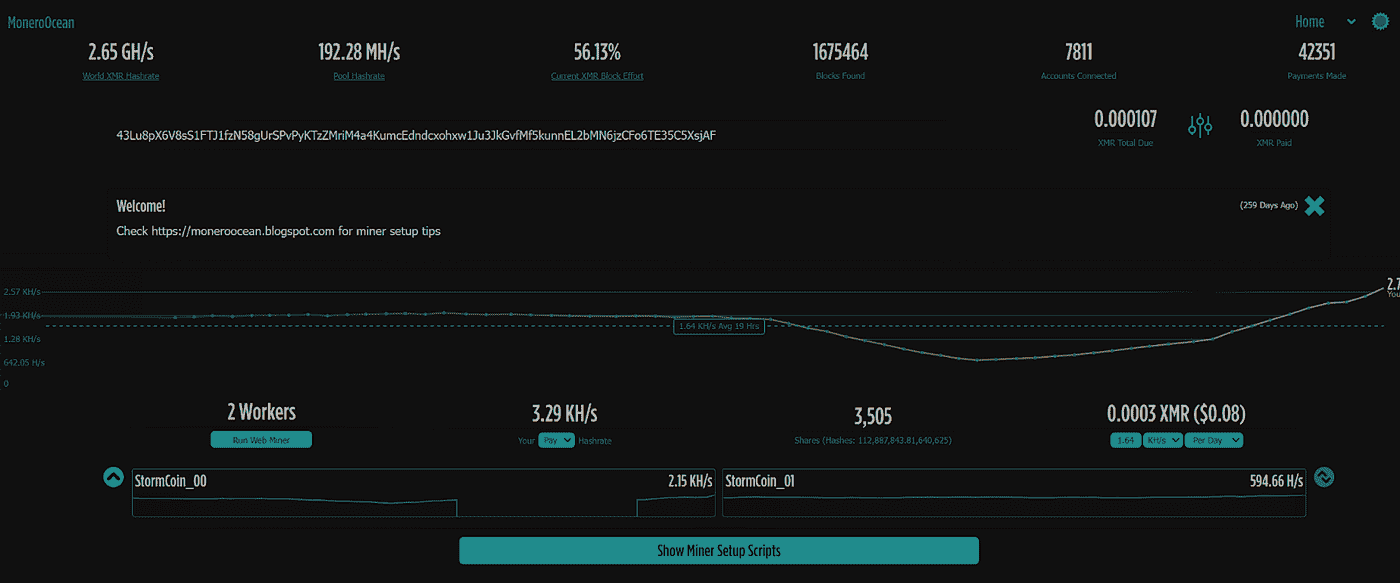 MoneroOcean
Home
2.65 GH/s
192.28 MH/s
56.13%
1675464
7811
42351
World XMR Hashrate
Pool Hashrate
Current XMR Block Effort
Blocks Found
Accounts Connected
Payments Made
43Lu8pX6V8sS1FTJ1fzN58gUrSPvPyKTzZMriM4a4KumcEdndcxohxw1Ju3JkGvfMf5kunnEL2bMN6jzCFo6TE35C5XsjAF
0.000107
0.000000
XMR Total Due
XMR Paid
Welcome!
(259 Days Ago)
Check https://moneroocean.blogspot.com for miner setup tips
2.57 KH/s
1.93 KH/s
1.28 KH/s
642.05 H/s
0
1.64 KH/s Avg 19 Hrs
2.7
You
2 Workers
3.29 KH/s
3,505
0.0003 XMR ($0.08)
Run Web Miner
Your Pay Hashrate
Shares (Hashes: 112,887,843.81,640,625)
1.64 KH/s Per Day
StormCoin_00
2.15 KH/s
StormCoin_01
594.66 H/s
Show Miner Setup Scripts